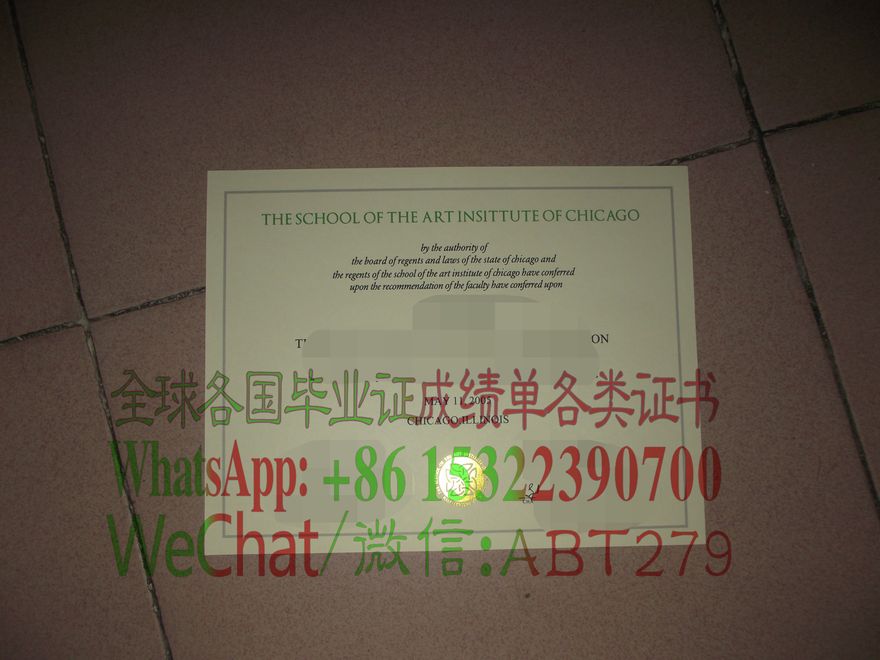 THE SCHOOL OF THE ART INSITTUTE OF CHICAGO
by the authority of
the board of regents and laws of the state of chicago and
the regents of the school of the art institute of chicago have conferred
upon the recommendation of the faculty have conferred upon
ON
全球各国毕业证成绩单各类证书
MAY 11, 2005
CHICAGO,ILLINOIS
WhatsApp: +86 15322390700
WeChat/微信:ABT279